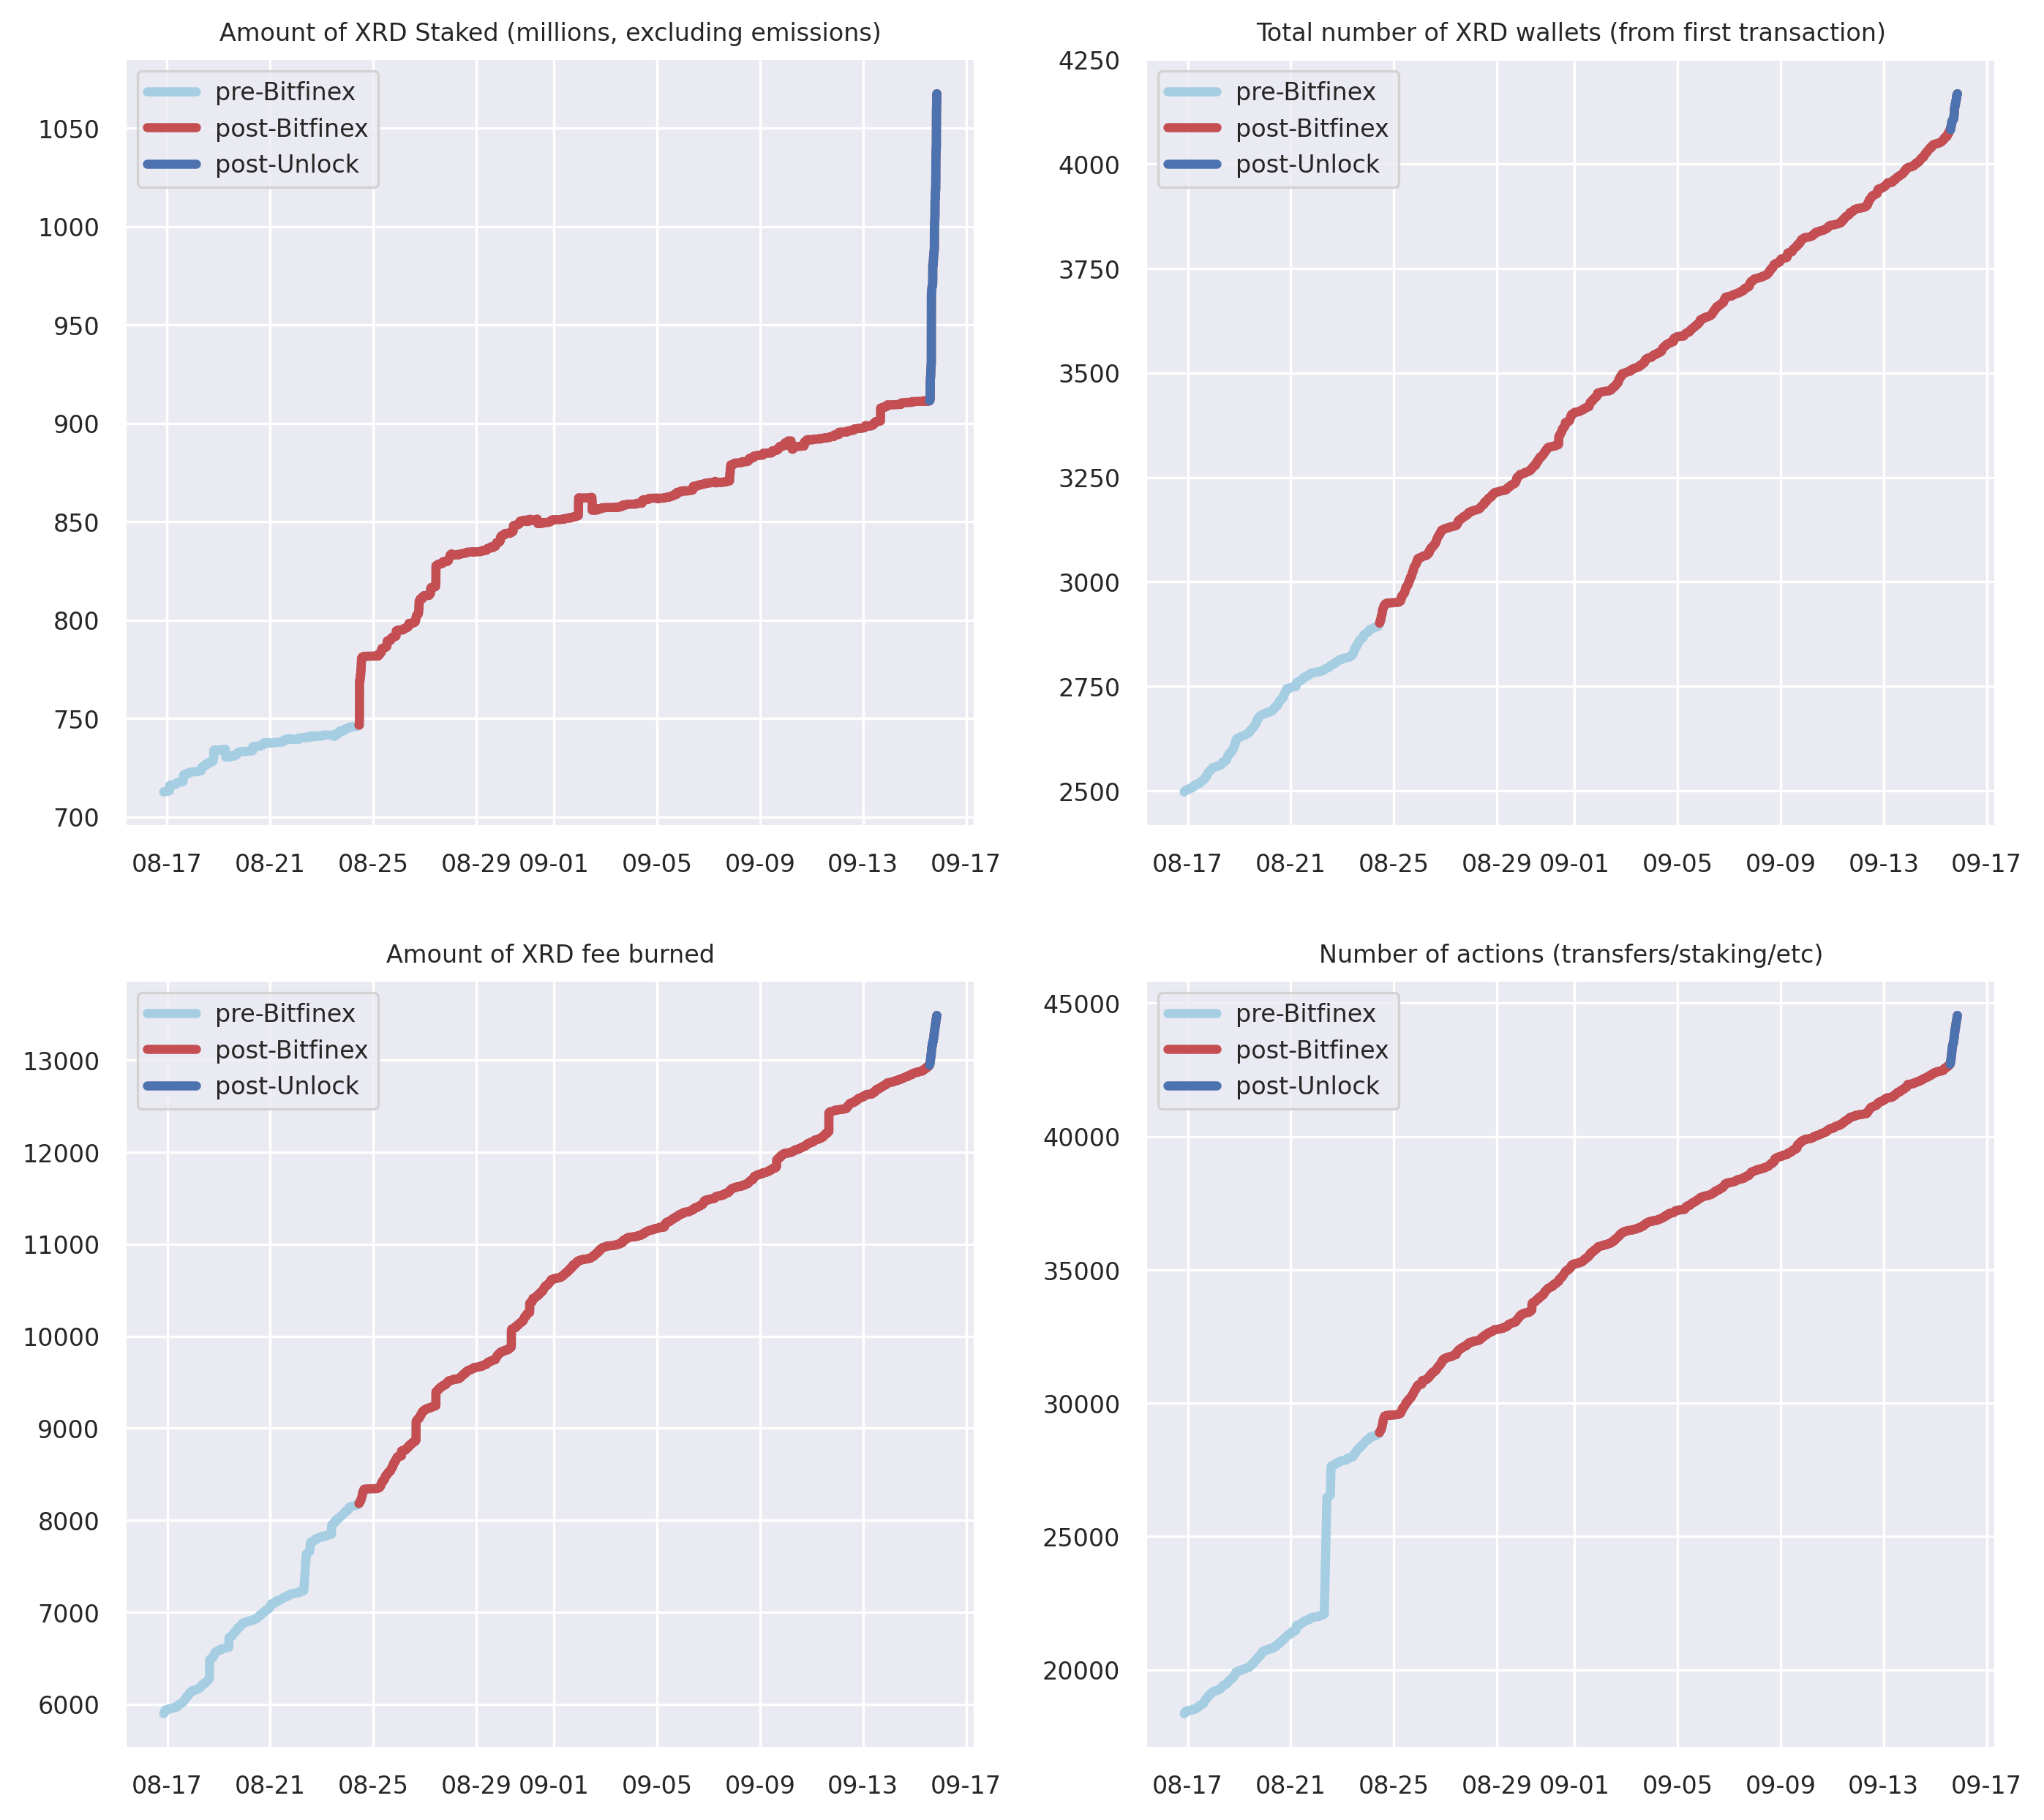 Amount of XRD Staked (millions, excluding emissions)
pre-Bitfinex
post-Bitfinex
post-Unlock
1050
1000
950
900
850
800
750
700
08-17 08-21 08-25 08-29 09-01 09-05 09-09 09-13 09-17
Total number of XRD wallets (from first transaction)
pre-Bitfinex
post-Bitfinex
post-Unlock
4250
4000
3750
3500
3250
3000
2750
2500
08-17 08-21 08-25 08-29 09-01 09-05 09-09 09-13 09-17
Amount of XRD fee burned
pre-Bitfinex
post-Bitfinex
post-Unlock
13000
12000
11000
10000
9000
8000
7000
6000
08-17 08-21 08-25 08-29 09-01 09-05 09-09 09-13 09-17
Number of actions (transfers/staking/etc)
pre-Bitfinex
post-Bitfinex
post-Unlock
45000
40000
35000
30000
25000
20000
08-17 08-21 08-25 08-29 09-01 09-05 09-09 09-13 09-17